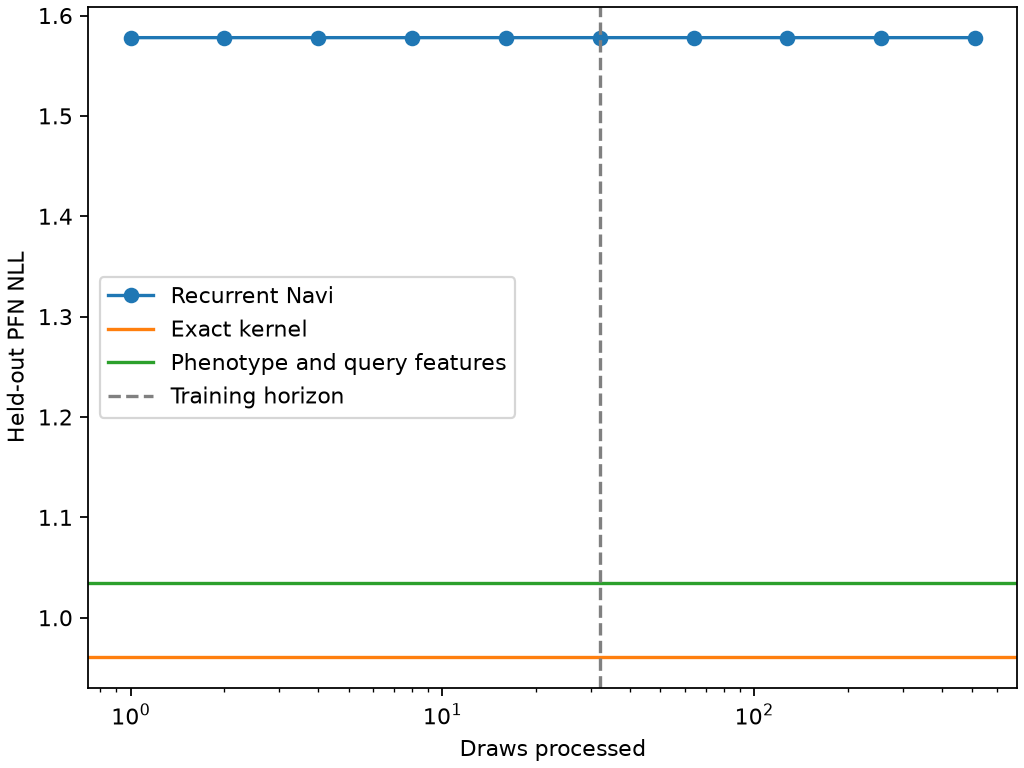 1.6
1.5
1.4
1.3
1.2
1.1
1.0
Held-out PFN NLL
Recurrent Navi
Exact kernel
Phenotype and query features
Training horizon
10⁰
10¹
10²
Draws processed